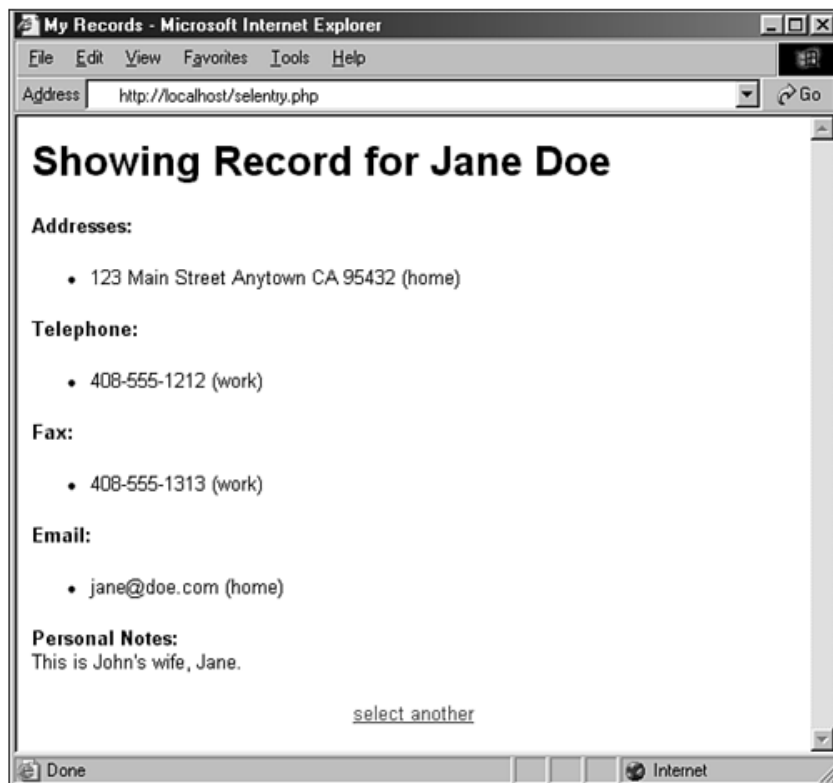 My Records - Microsoft Internet Explorer
File Edit View Favorites Tools Help
Address http://localhost/selentry.php Go
Showing Record for Jane Doe
Addresses:
• 123 Main Street Anytown CA 95432 (home)
Telephone:
• 408-555-1212 (work)
Fax:
• 408-555-1313 (work)
Email:
• jane@doe.com (home)
Personal Notes:
This is John's wife, Jane.
select another
Done Internet